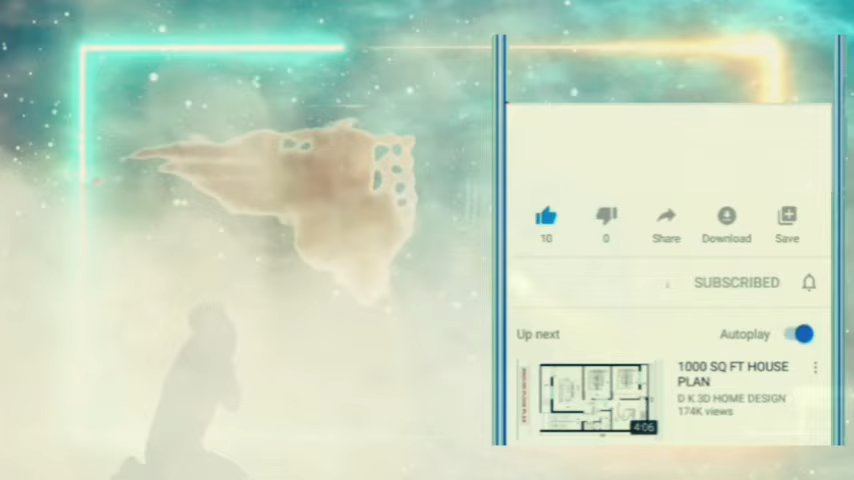 10
0
Share
Download
Save
SUBSCRIBED
Up next
Autoplay
1000 SQ FT HOUSE
PLAN
D K 3D HOME DESIGN
174K views
4:06